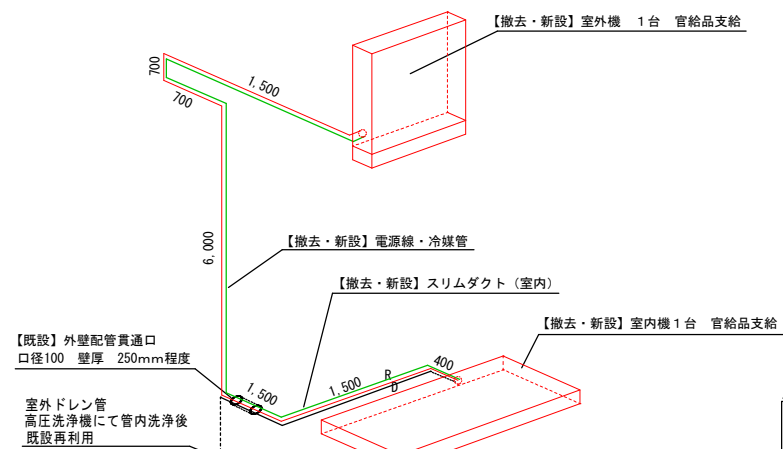 【撤去・新設】室外機　1台　官給品支給
700
1,500
700
6,000
【撤去・新設】電源線・冷媒管
【撤去・新設】スリムダクト（室内）
【撤去・新設】室内機1台　官給品支給
【既設】外壁配管貫通口
口径100　壁厚　250mm程度
400
R
D
1,500
1,500
室外ドレン管
高圧洗浄機にて管内洗浄後
既設再利用